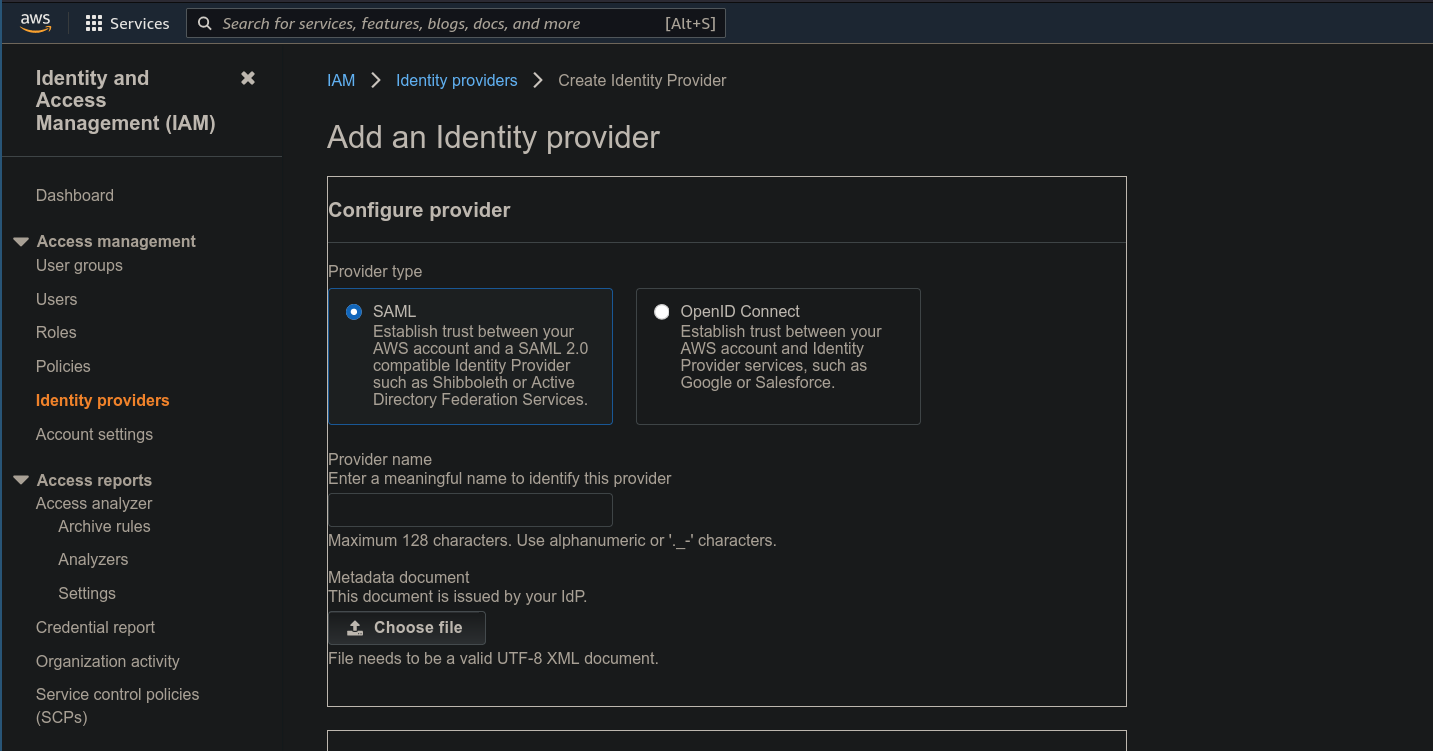 aws
Services
Search for services, features, blogs, docs, and more
[Alt+S]
Identity and
Access
Management (IAM)
Dashboard
Access management
User groups
Users
Roles
Policies
Identity providers
Account settings
Access reports
Access analyzer
Archive rules
Analyzers
Settings
Credential report
Organization activity
Service control policies
(SCPs)
IAM
Identity providers
Create Identity Provider
Add an Identity provider
Configure provider
Provider type
SAML
Establish trust between your
AWS account and a SAML 2.0
compatible Identity Provider
such as Shibboleth or Active
Directory Federation Services.
OpenID Connect
Establish trust between your
AWS account and Identity
Provider services, such as
Google or Salesforce.
Provider name
Enter a meaningful name to identify this provider
Maximum 128 characters. Use alphanumeric or '._-' characters.
Metadata document
This document is issued by your IdP.
Choose file
File needs to be a valid UTF-8 XML document.